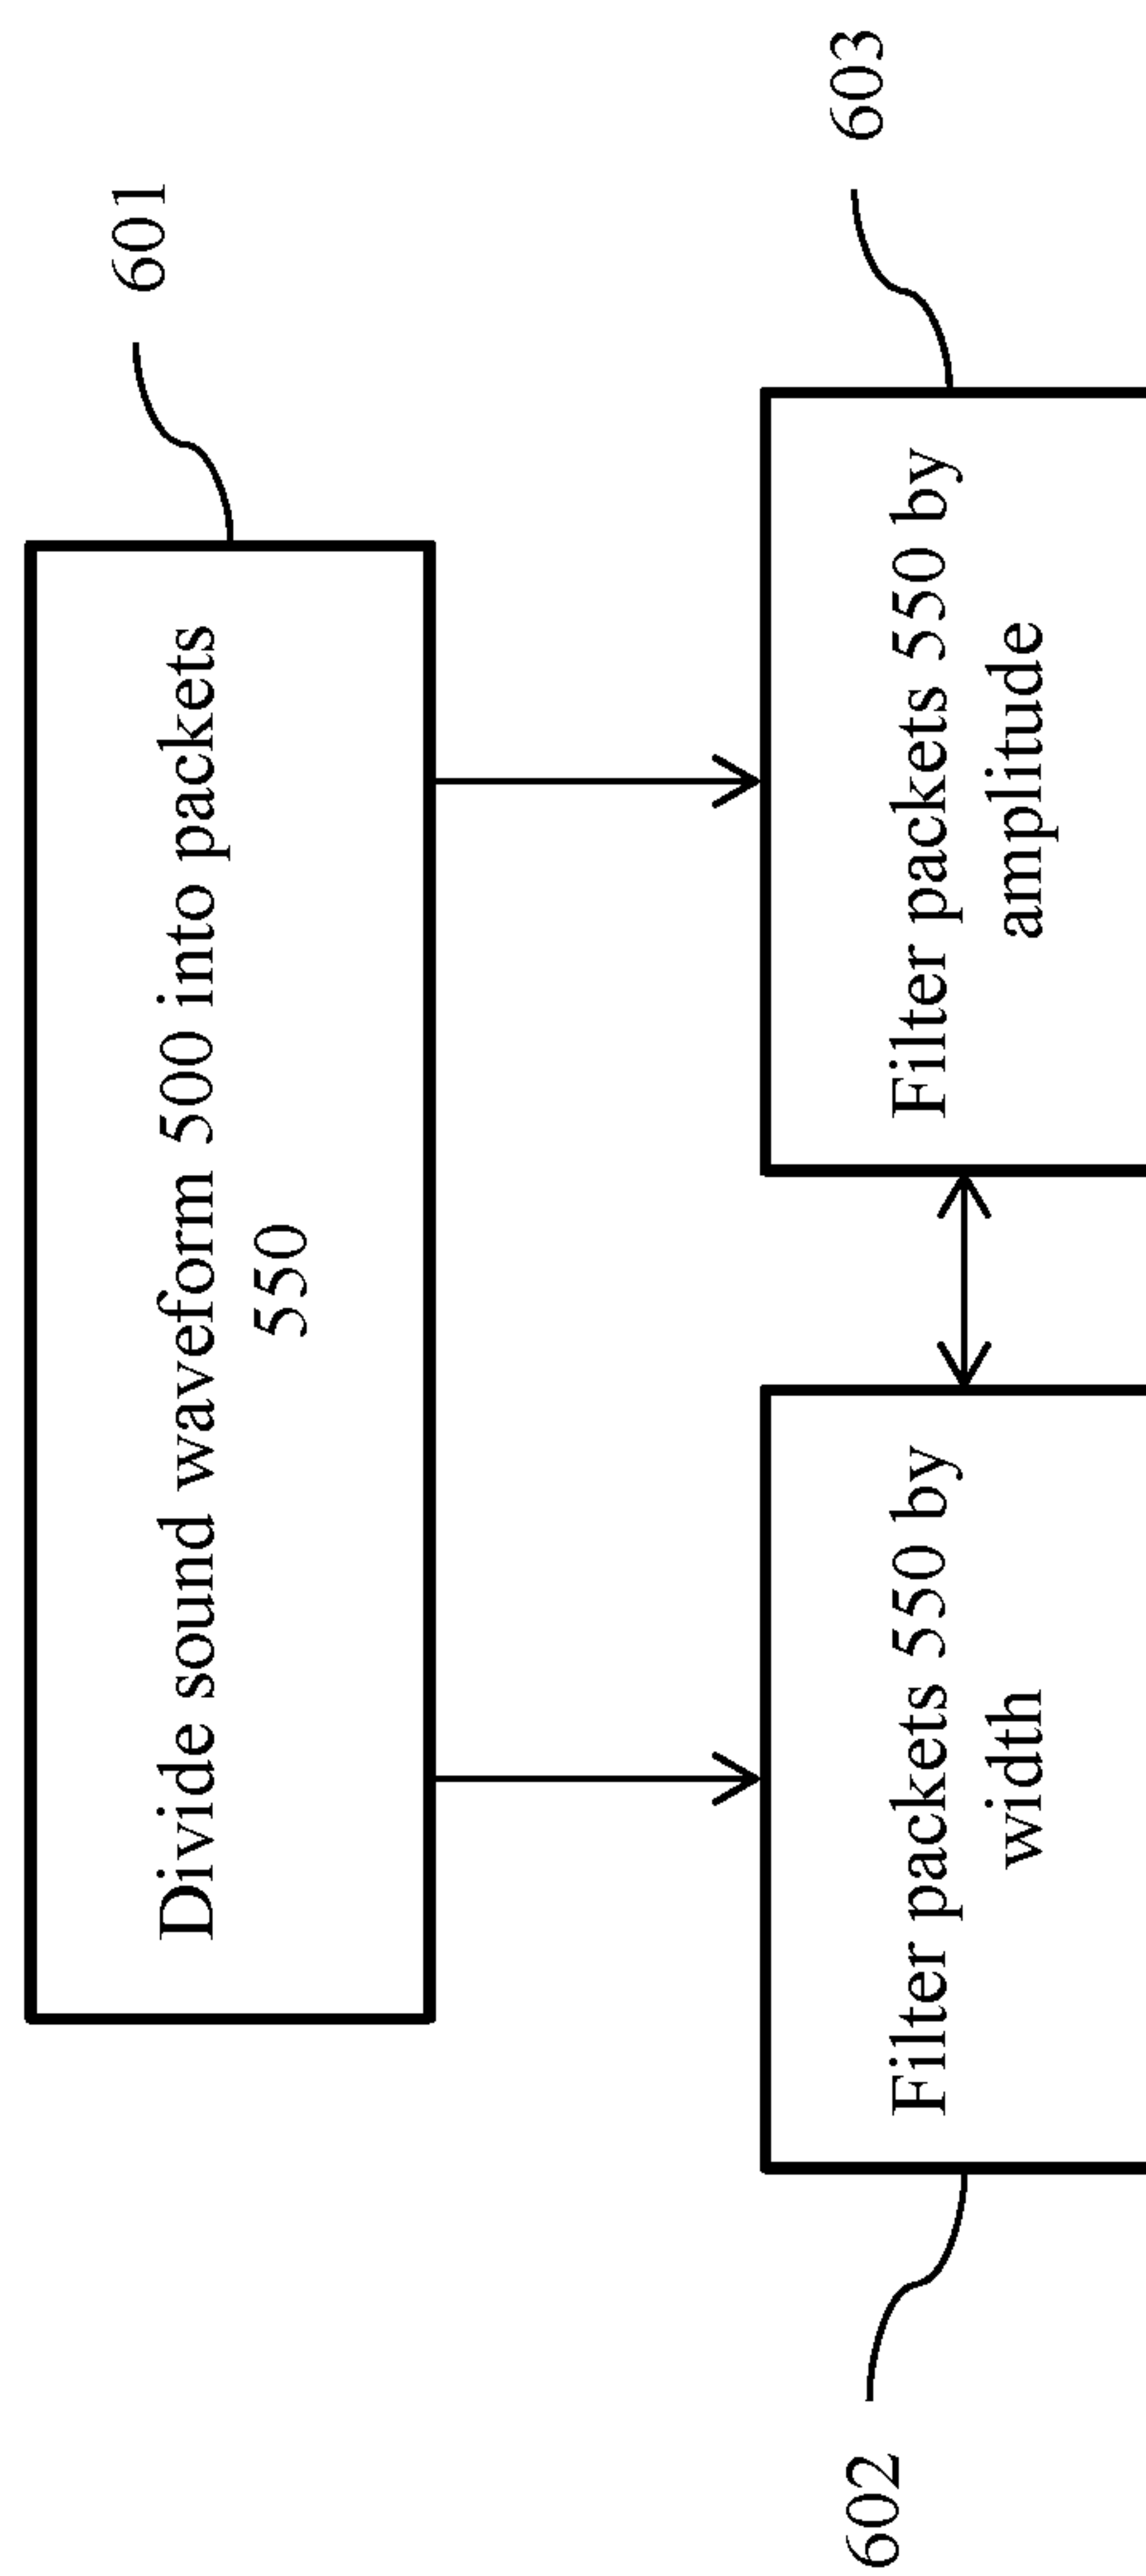 Divide sound waveform 500 into packets
550
601
Filter packets 550 by
width
602
Filter packets 550 by
amplitude
603